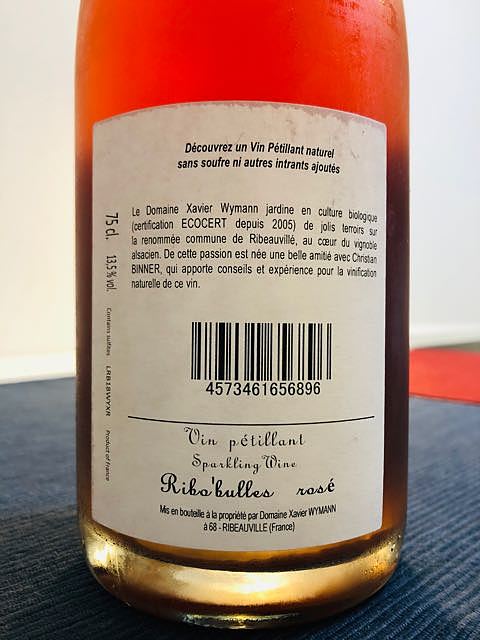 Découvrez un Vin Pétillant naturel
sans soufre ni autres intrants ajoutés
Le Domaine Xavier Wymann jardine en culture biologique
(certification ECOCERT depuis 2005) de jolis terroirs sur
la renommée commune de Ribeauvillé, au cœur du vignoble
alsacien. De cette passion est née une belle amitié avec Christian
BINNER, qui apporte conseils et expérience pour la vinification
naturelle de ce vin.
75 cl. 13,5 % vol. Contains sulfites LRB18WYXR Product of France
4573461656896
Vin pétillant
Sparkling Wine
Ribo'bulles rosé
Mis en bouteille à la propriété par Domaine Xavier WYMANN
à 68 - RIBEAUVILLE (France)